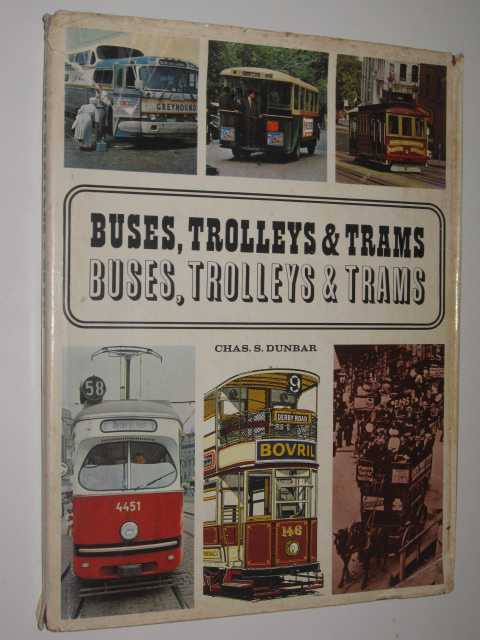 GREYHOUND
BUSES, TROLLEYS & TRAMS
BUSES, TROLLEYS & TRAMS
CHAS. S. DUNBAR
58
4451
9
DERBY ROAD
BOVRIL
146